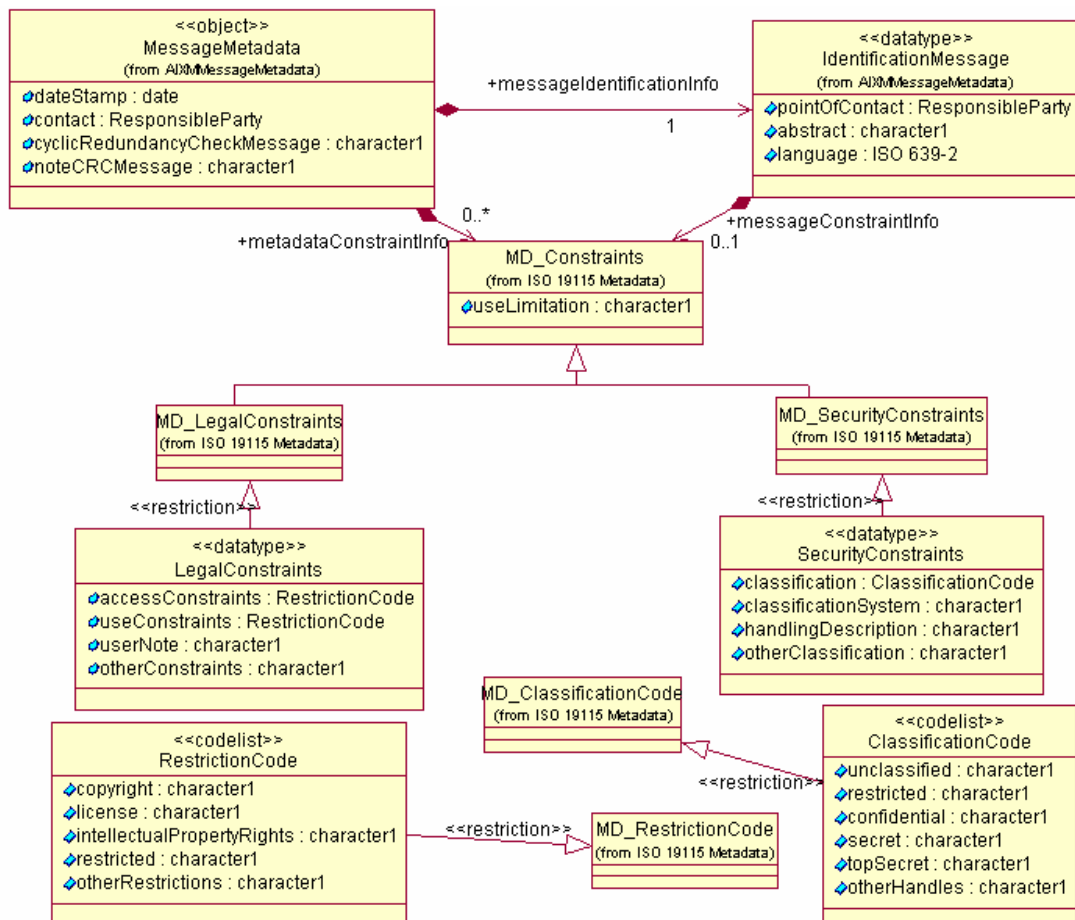 <<object>>
MessageMetadata
(from AIXMMessageMetadata)
dateStamp : date
contact : ResponsibleParty
cyclicRedundancyCheckMessage : character1
noteCRCMessage : character1
+messageIdentificationInfo
1
<<datatype>>
IdentificationMessage
(from AIXMMessageMetadata)
pointOfContact : ResponsibleParty
abstract : character1
language : ISO 639-2
0..*
+metadataConstraintInfo
+messageConstraintInfo
0..1
MD_Constraints
(from ISO 19115 Metadata)
useLimitation : character1
MD_LegalConstraints
(from ISO 19115 Metadata)
MD_SecurityConstraints
(from ISO 19115 Metadata)
<<restriction>>
<<restriction>>
<<datatype>>
LegalConstraints
accessConstraints : RestrictionCode
useConstraints : RestrictionCode
userNote : character1
otherConstraints : character1
<<datatype>>
SecurityConstraints
classification : ClassificationCode
classificationSystem : character1
handlingDescription : character1
otherClassification : character1
MD_ClassificationCode
(from ISO 19115 Metadata)
<<restriction>>
<<codelist>>
RestrictionCode
copyright : character1
license : character1
intellectualPropertyRights : character1
restricted : character1
otherRestrictions : character1
<<restriction>>
MD_RestrictionCode
(from ISO 19115 Metadata)
<<codelist>>
ClassificationCode
unclassified : character1
restricted : character1
confidential : character1
secret : character1
topSecret : character1
otherHandles : character1